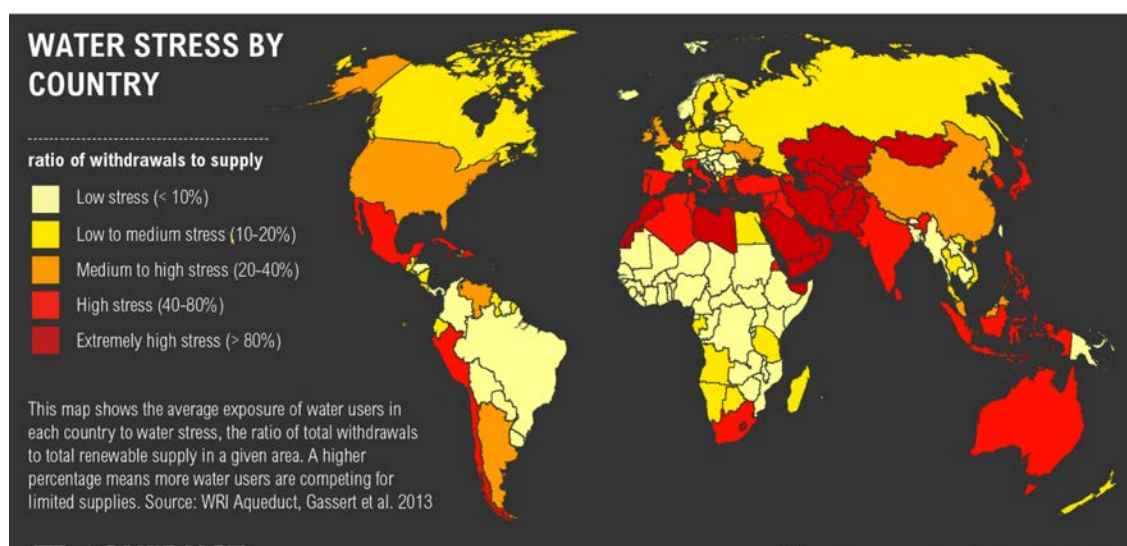 WATER STRESS BY
COUNTRY
ratio of withdrawals to supply
Low stress (< 10%)
Low to medium stress (10-20%)
Medium to high stress (20-40%)
High stress (40-80%)
Extremely high stress (> 80%)
This map shows the average exposure of water users in
each country to water stress, the ratio of total withdrawals
to total renewable supply in a given area. A higher
percentage means more water users are competing for
limited supplies. Source: WRI Aqueduct, Gassert et al. 2013